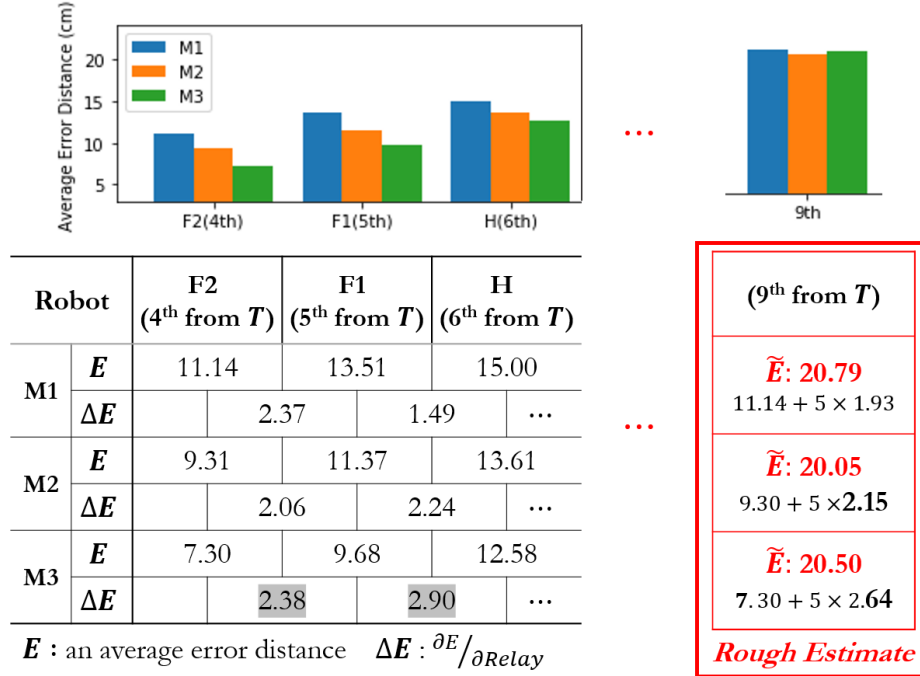 Average Error Distance (cm)
20
15
10
5
M1
M2
M3
F2(4th) F1(5th) H(6th)
...
9th
Robot F2 F1 H
(4th from T) (5th from T) (6th from T)
M1 E 11.14 13.51 15.00
ΔE 2.37 1.49 ...
M2 E 9.31 11.37 13.61
ΔE 2.06 2.24 ...
M3 E 7.30 9.68 12.58
ΔE 2.38 2.90 ...
E : an average error distance ΔE : ∂E/∂Relay
...
(9th from T)
Ẽ: 20.79
11.14 + 5 × 1.93
Ẽ: 20.05
9.30 + 5 ×2.15
Ẽ: 20.50
7.30 + 5 × 2.64
Rough Estimate